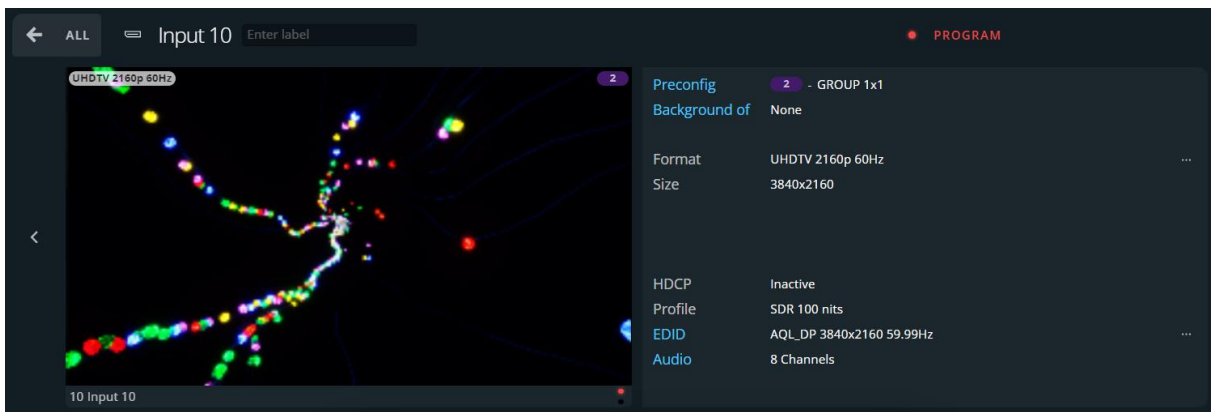 ALL Input 10 Enter label PROGRAM
UHDTV 2160p 60Hz 2
10 Input 10
Preconfig 2 - GROUP 1x1
Background of None
Format UHDTV 2160p 60Hz ...
Size 3840x2160
HDCP Inactive
Profile SDR 100 nits
EDID AQL_DP 3840x2160 59.99Hz ...
Audio 8 Channels